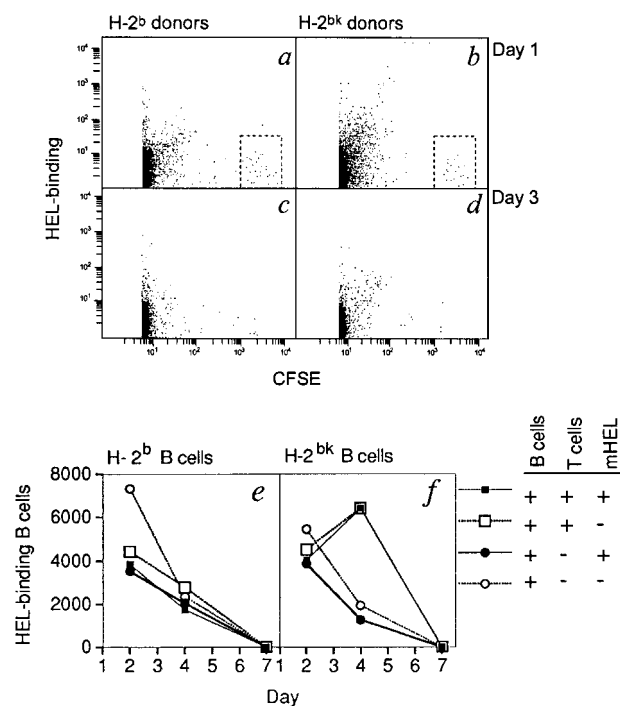 H-2ᵇ donors H-2ᵇᵏ donors
a b Day 1
10⁴
10³
10²
10¹
c d Day 3
10⁴
10³
10²
10¹
HEL-binding
10¹ 10² 10³ 10⁴ 10¹ 10² 10³ 10⁴
CFSE
B cells T cells mHEL
H- 2ᵇ B cells H-2ᵇᵏ B cells
e f
8000
6000
4000
2000
0
HEL-binding B cells
+ + +
+ + -
+ - +
+ - -
1 2 3 4 5 6 7 1 2 3 4 5 6 7
Day